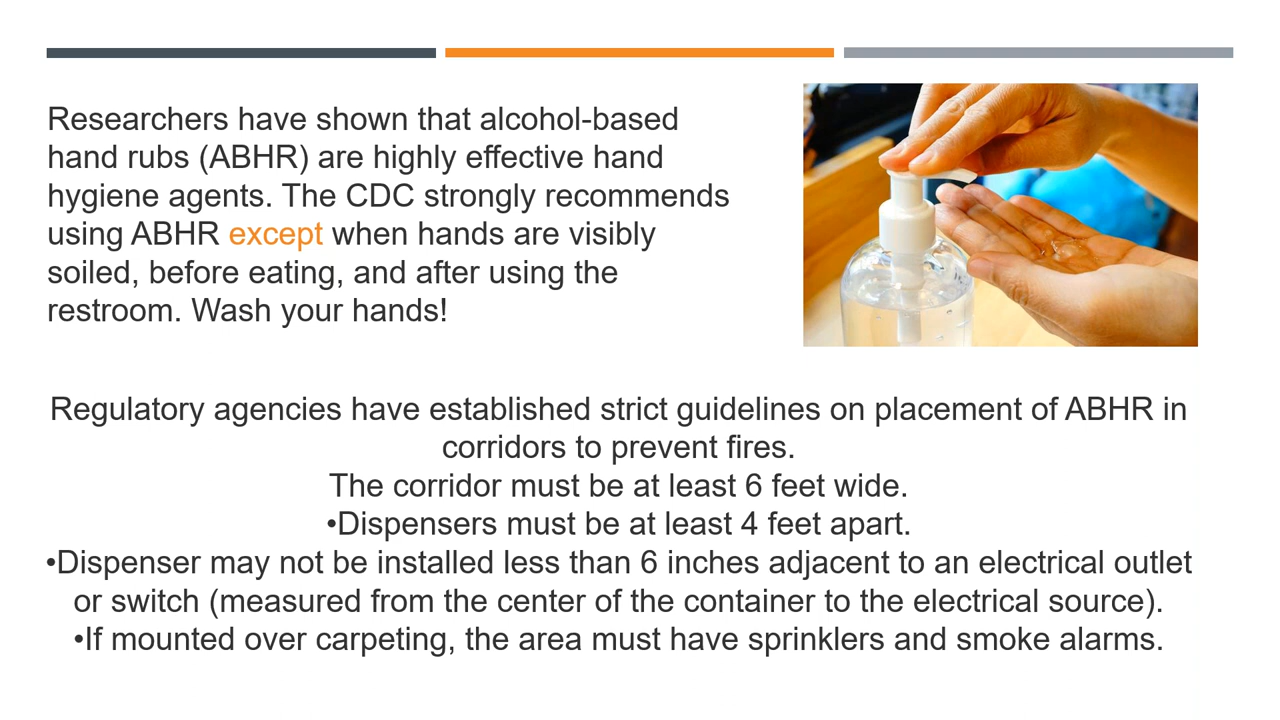 Researchers have shown that alcohol-based
hand rubs (ABHR) are highly effective hand
hygiene agents. The CDC strongly recommends
using ABHR except when hands are visibly
soiled, before eating, and after using the
restroom. Wash your hands!
Regulatory agencies have established strict guidelines on placement of ABHR in
corridors to prevent fires.
The corridor must be at least 6 feet wide.
•Dispensers must be at least 4 feet apart.
•Dispenser may not be installed less than 6 inches adjacent to an electrical outlet
or switch (measured from the center of the container to the electrical source).
•If mounted over carpeting, the area must have sprinklers and smoke alarms.